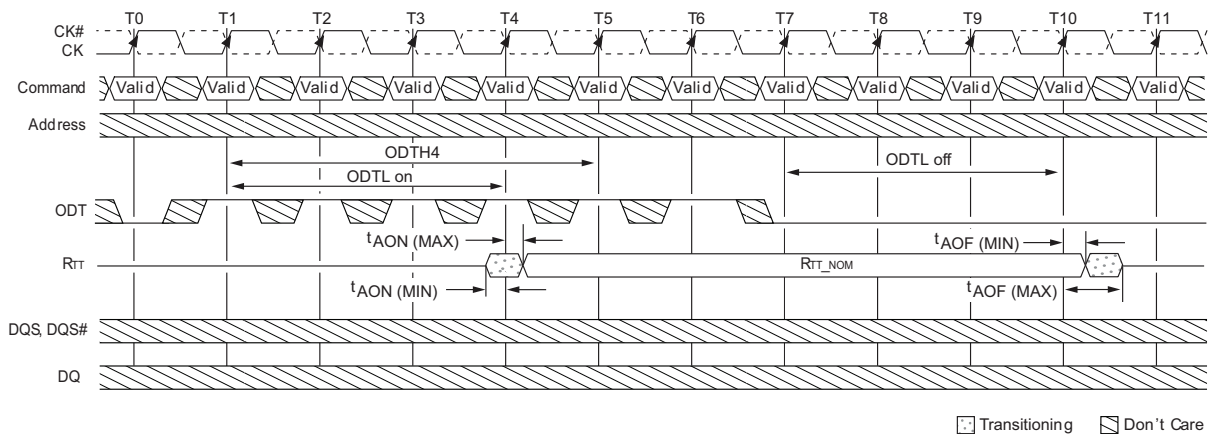 T0 T1 T2 T3 T4 T5 T6 T7 T8 T9 T10 T11
CK#
CK
Command Valid Valid Valid Valid Valid Valid Valid Valid Valid Valid Valid Valid
Address
ODTH4
ODTL off
ODTL on
ODT
tAON (MAX)
tAOF (MIN)
RTT RTT_NOM
tAON (MIN)
tAOF (MAX)
DQS, DQS#
DQ
Transitioning Don't Care